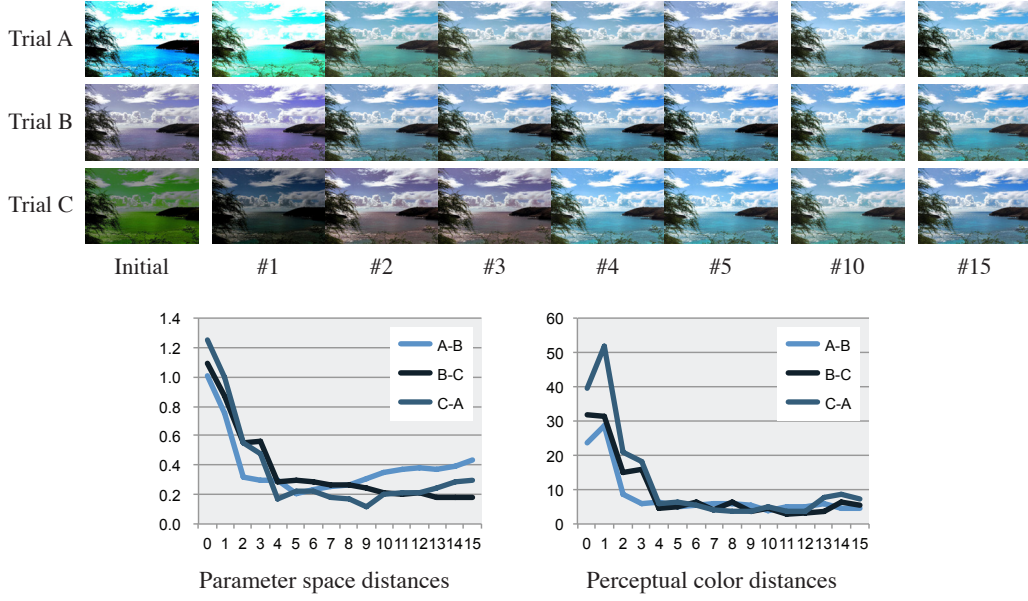 Trial A
Trial B
Trial C
Initial #1 #2 #3 #4 #5 #10 #15
1.4
1.2
1.0
0.8
0.6
0.4
0.2
0.0
A-B
B-C
C-A
0 1 2 3 4 5 6 7 8 9 10 11 12 13 14 15
Parameter space distances
60
50
40
30
20
10
0
A-B
B-C
C-A
0 1 2 3 4 5 6 7 8 9 10 11 12 13 14 15
Perceptual color distances